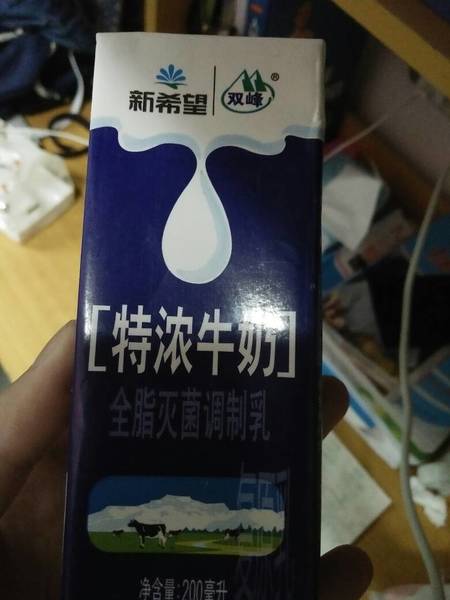 新希望 双峰®
[特浓牛奶]
全脂灭菌调制乳
净含量:200毫升